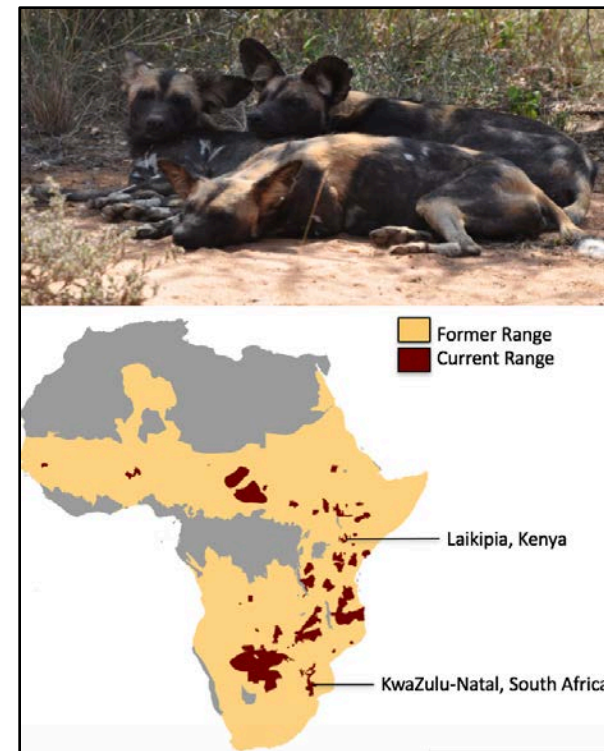 Former Range
Current Range
Laikipia, Kenya
KwaZulu-Natal, South Africa